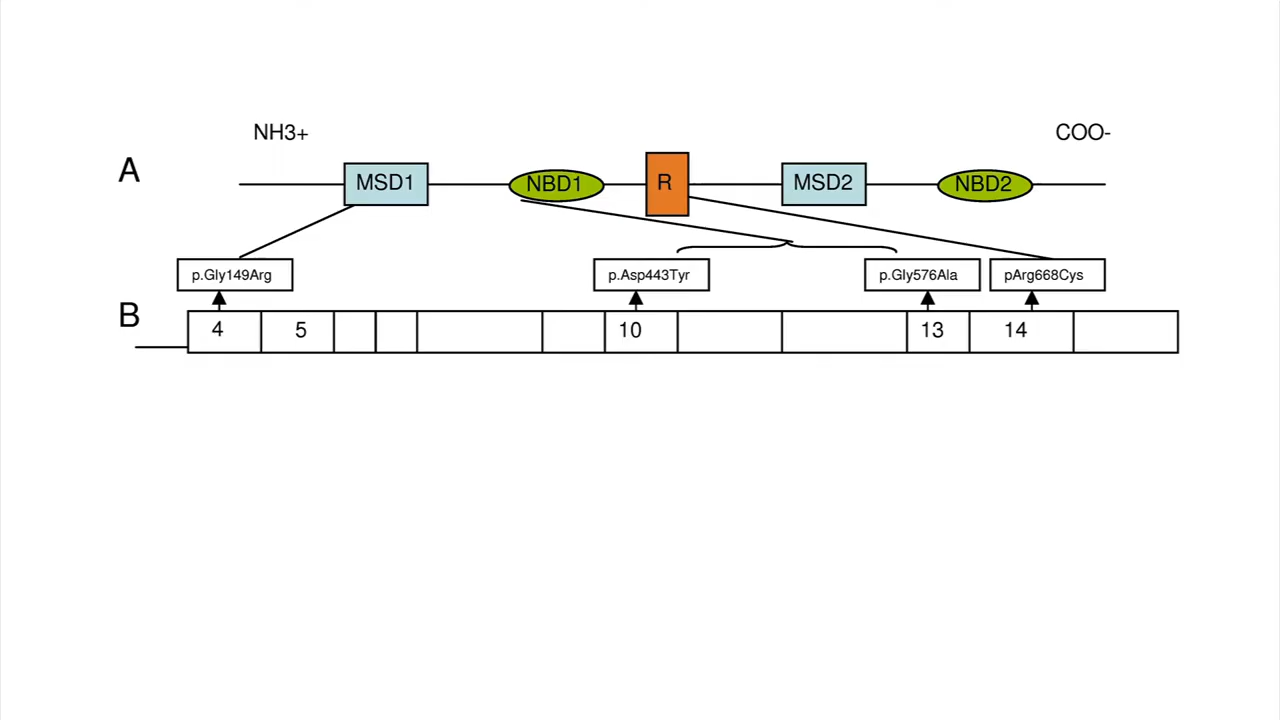 NH3+ COO-
A
MSD1 NBD1 R MSD2 NBD2
p.Gly149Arg p.Asp443Tyr p.Gly576Ala pArg668Cys
B
4 5 10 13 14